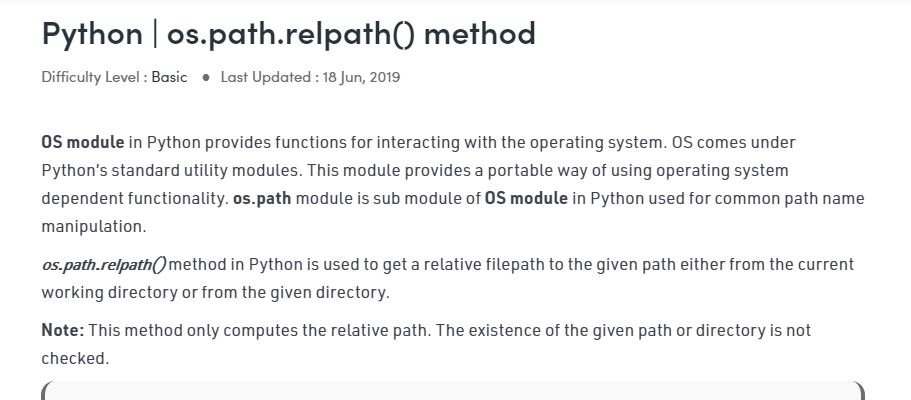 Python | os.path.relpath() method
Difficulty Level : Basic ● Last Updated : 18 Jun, 2019
OS module in Python provides functions for interacting with the operating system. OS comes under
Python’s standard utility modules. This module provides a portable way of using operating system
dependent functionality. os.path module is sub module of OS module in Python used for common path name
manipulation.
os.path.relpath() method in Python is used to get a relative filepath to the given path either from the current
working directory or from the given directory.
Note: This method only computes the relative path. The existence of the given path or directory is not
checked.